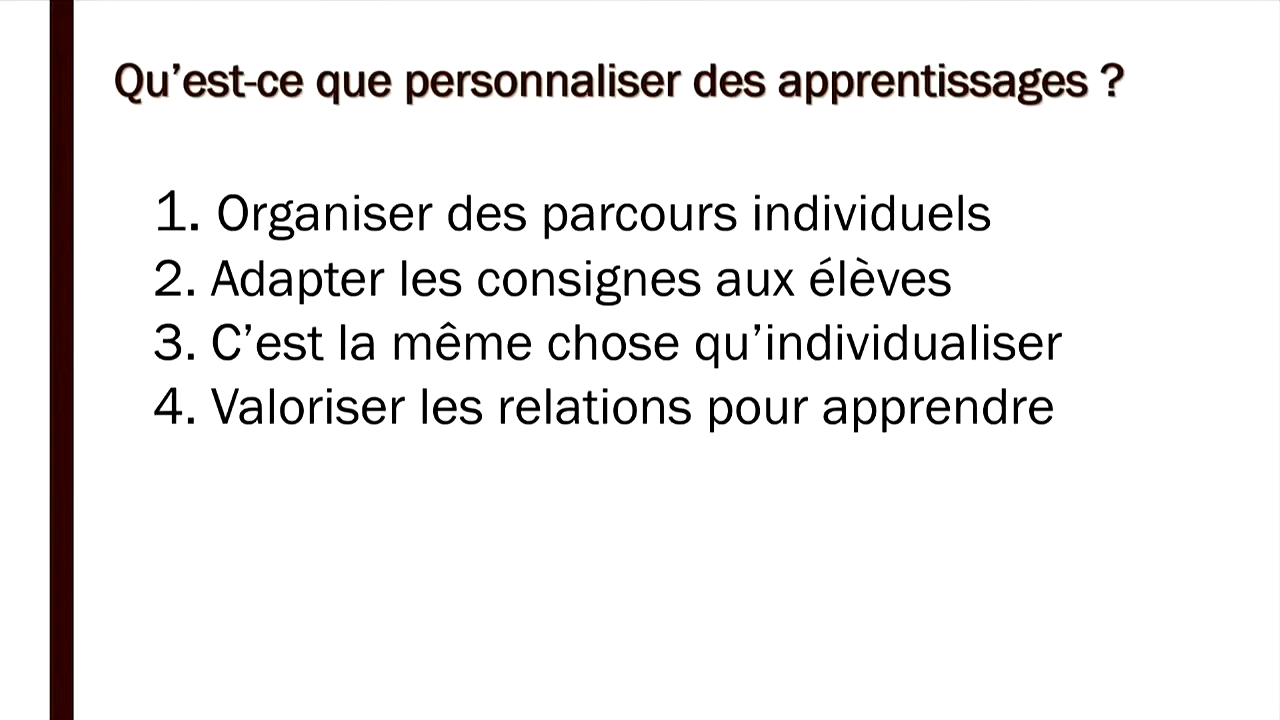 Qu’est-ce que personnaliser des apprentissages ?
1. Organiser des parcours individuels
2. Adapter les consignes aux élèves
3. C’est la même chose qu’individualiser
4. Valoriser les relations pour apprendre